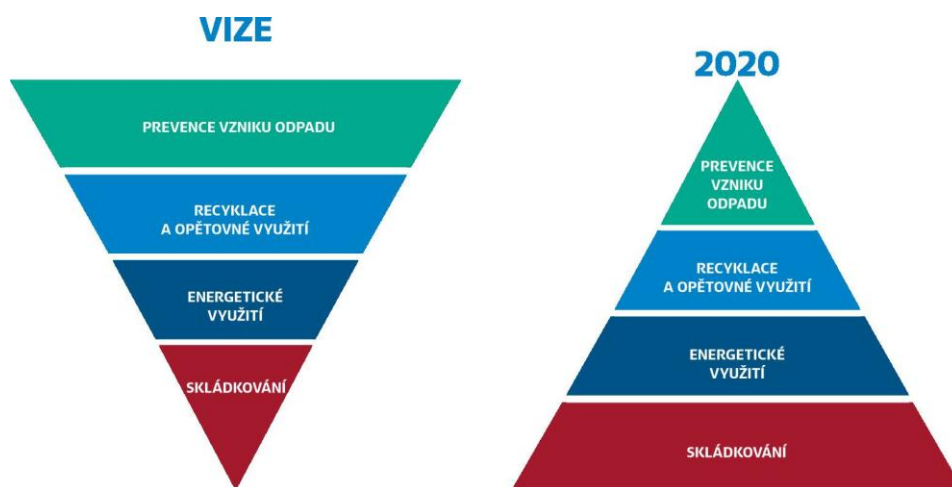 VIZE
PREVENCE VZNIKU ODPADU
RECYKLACE
A OPĚTOVNÉ VYUŽITÍ
ENERGETICKÉ
VYUŽITÍ
SKLÁDKOVÁNÍ
2020
PREVENCE
VZNIKU
ODPADU
RECYKLACE
A OPĚTOVNÉ VYUŽITÍ
ENERGETICKÉ
VYUŽITÍ
SKLÁDKOVÁNÍ